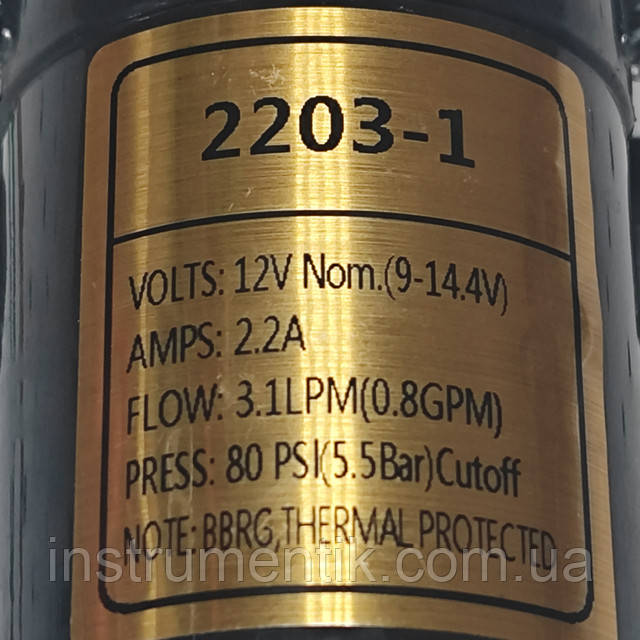 2203-1
VOLTS: 12V Nom.(9-14.4V)
AMPS: 2.2A
FLOW: 3.1LPM(0.8GPM)
PRESS: 80 PSI(5.5Bar)Cutoff
NOTE: BBRG,THERMAL PROTECTED
instrumentik.com.ua